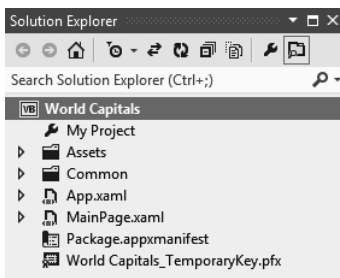 Solution Explorer
Search Solution Explorer (Ctrl+;)
VB World Capitals
My Project
Assets
Common
App.xaml
MainPage.xaml
Package.appxmanifest
World Capitals_TemporaryKey.pfx